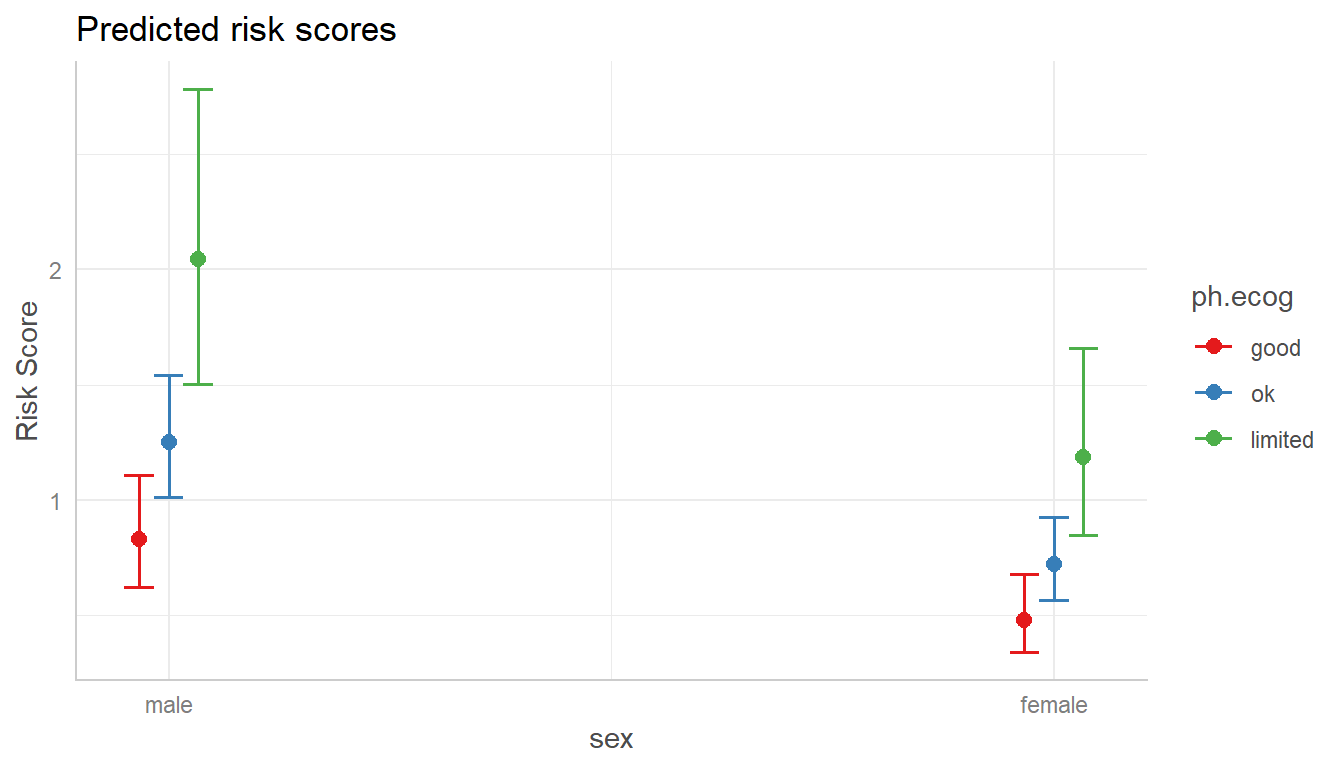 Predicted risk scores
Risk Score
2
1
male
female
sex
ph.ecog
good
ok
limited